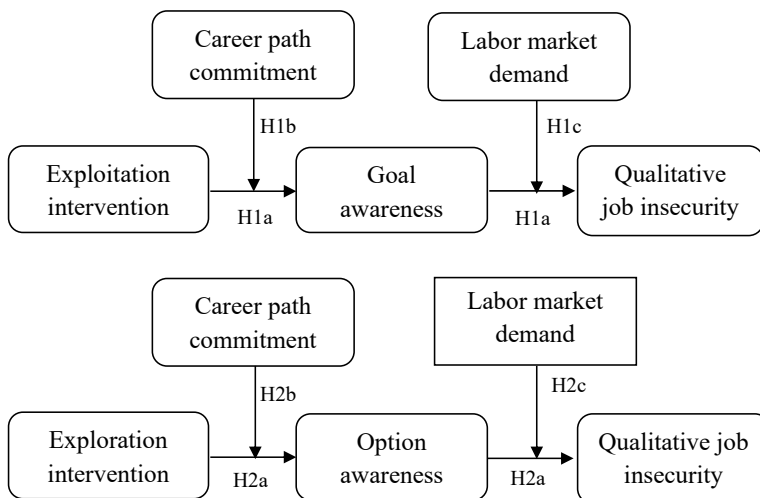 Career path
commitment
Labor market
demand
H1b
H1c
Exploitation
intervention
H1a
Goal
awareness
H1a
Qualitative
job insecurity
Career path
commitment
Labor market
demand
H2b
H2c
Exploration
intervention
H2a
Option
awareness
H2a
Qualitative job
insecurity